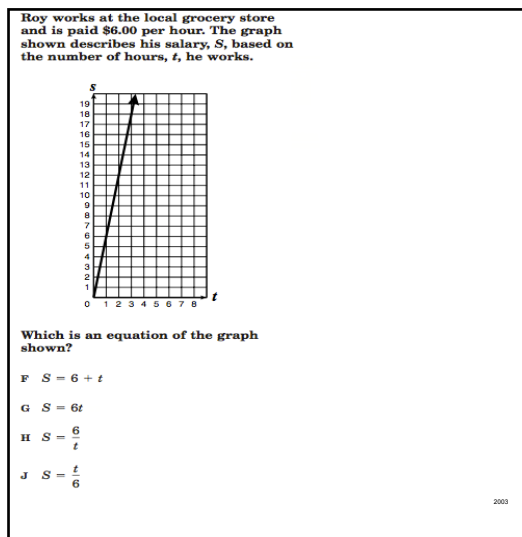 Roy works at the local grocery store
and is paid $6.00 per hour. The graph
shown describes his salary, S, based on
the number of hours, t, he works.
S
19
18
17
16
15
14
13
12
11
10
9
8
7
6
5
4
3
2
1
0 1 2 3 4 5 6 7 8
t
Which is an equation of the graph
shown?
F S = 6 + t
G S = 6t
H S = 6/t
J S = t/6
2003